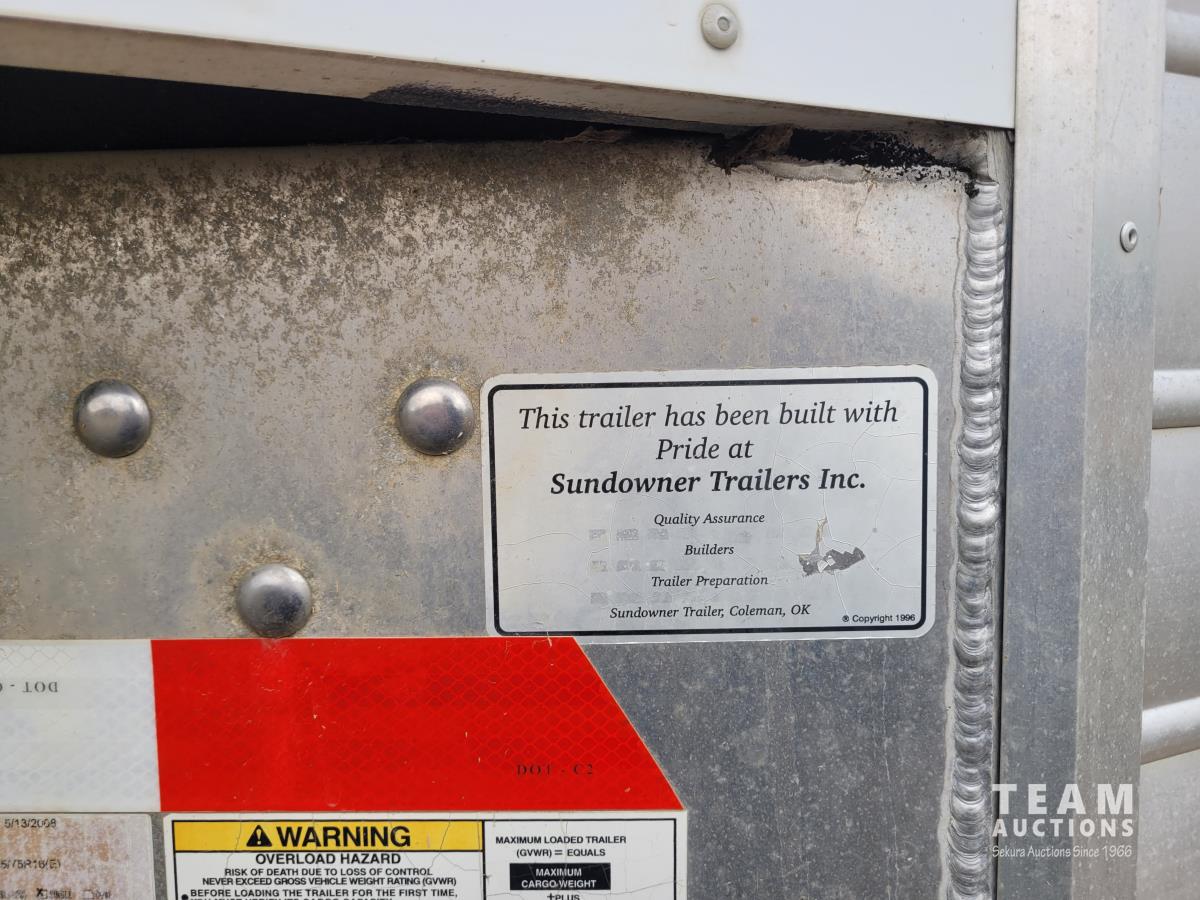 This trailer has been built with
Pride at
Sundowner Trailers Inc.
Quality Assurance
Builders
Trailer Preparation
Sundowner Trailer, Coleman, OK
® Copyright 1996
DOT - C
DOT - C2
5/13/2008
WARNING
OVERLOAD HAZARD
RISK OF DEATH DUE TO LOSS OF CONTROL
NEVER EXCEED GROSS VEHICLE WEIGHT RATING (GVWR)
BEFORE LOADING THE TRAILER FOR THE FIRST TIME,
MAXIMUM LOADED TRAILER
(GVWR) = EQUALS
MAXIMUM
CARGO WEIGHT
+PLUS
TEAM
AUCTIONS
Sekura Auctions Since 1966